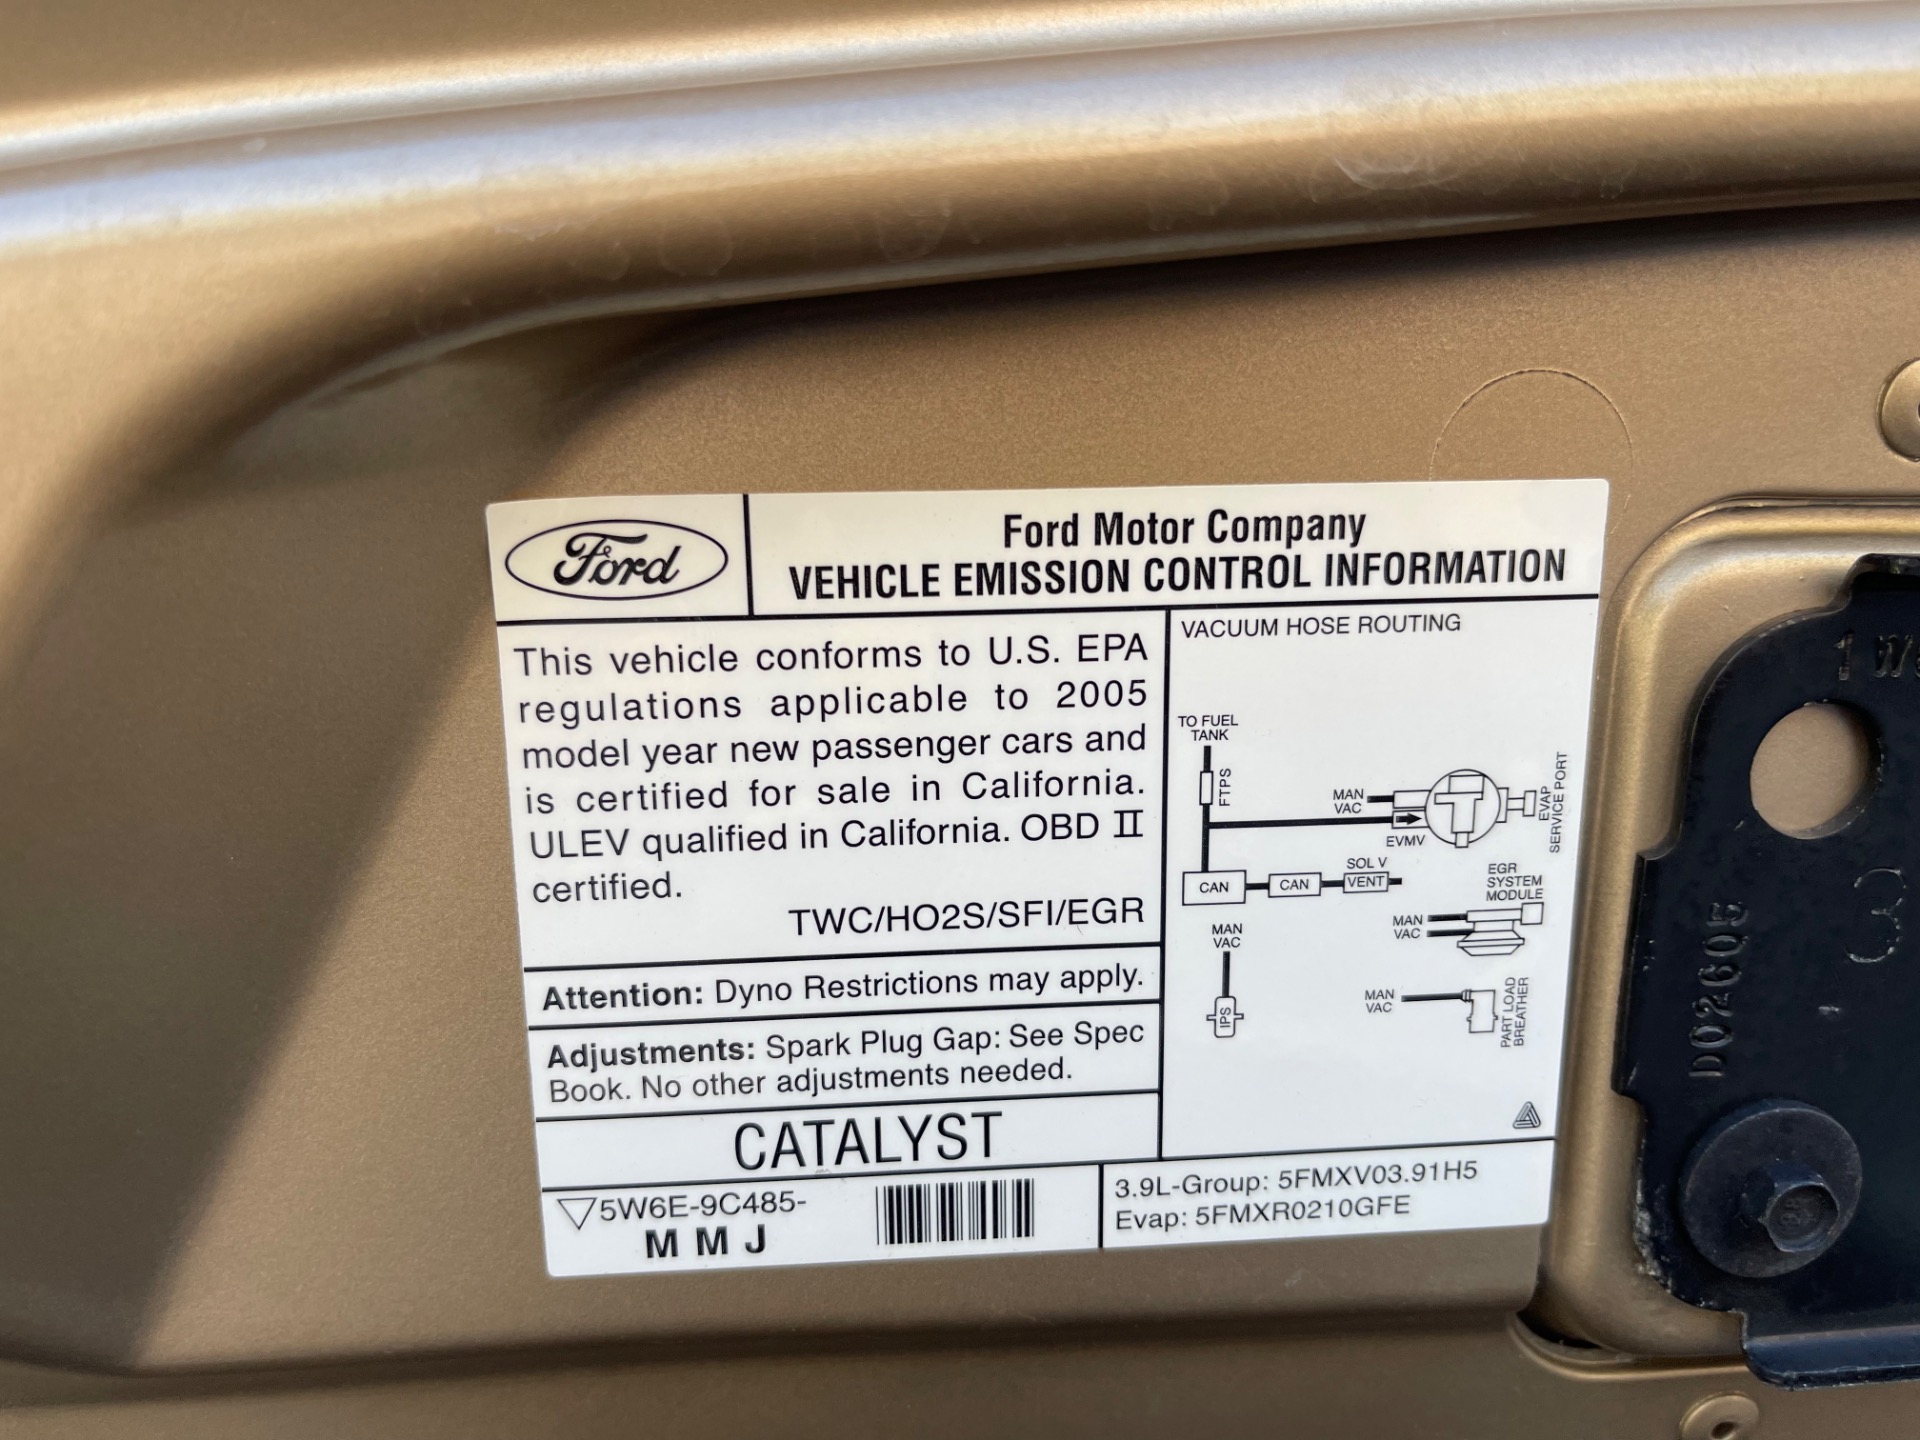 Ford
Ford Motor Company
VEHICLE EMISSION CONTROL INFORMATION
This vehicle conforms to U.S. EPA
regulations applicable to 2005
model year new passenger cars and
is certified for sale in California.
ULEV qualified in California. OBD II
certified.
TWC/HO2S/SFI/EGR
Attention: Dyno Restrictions may apply.
Adjustments: Spark Plug Gap: See Spec
Book. No other adjustments needed.
CATALYST
5W6E-9C485-
M M J
VACUUM HOSE ROUTING
TO FUEL
TANK
FTPS
MAN
VAC
EVMV
EVAP
SERVICE PORT
CAN
CAN
SOL V
VENT
EGR
SYSTEM
MODULE
MAN
VAC
MAN
VAC
IPS
MAN
VAC
PART LOAD
BREATHER
3.9L-Group: 5FMXV03.91H5
Evap: 5FMXR0210GFE
D02605
3